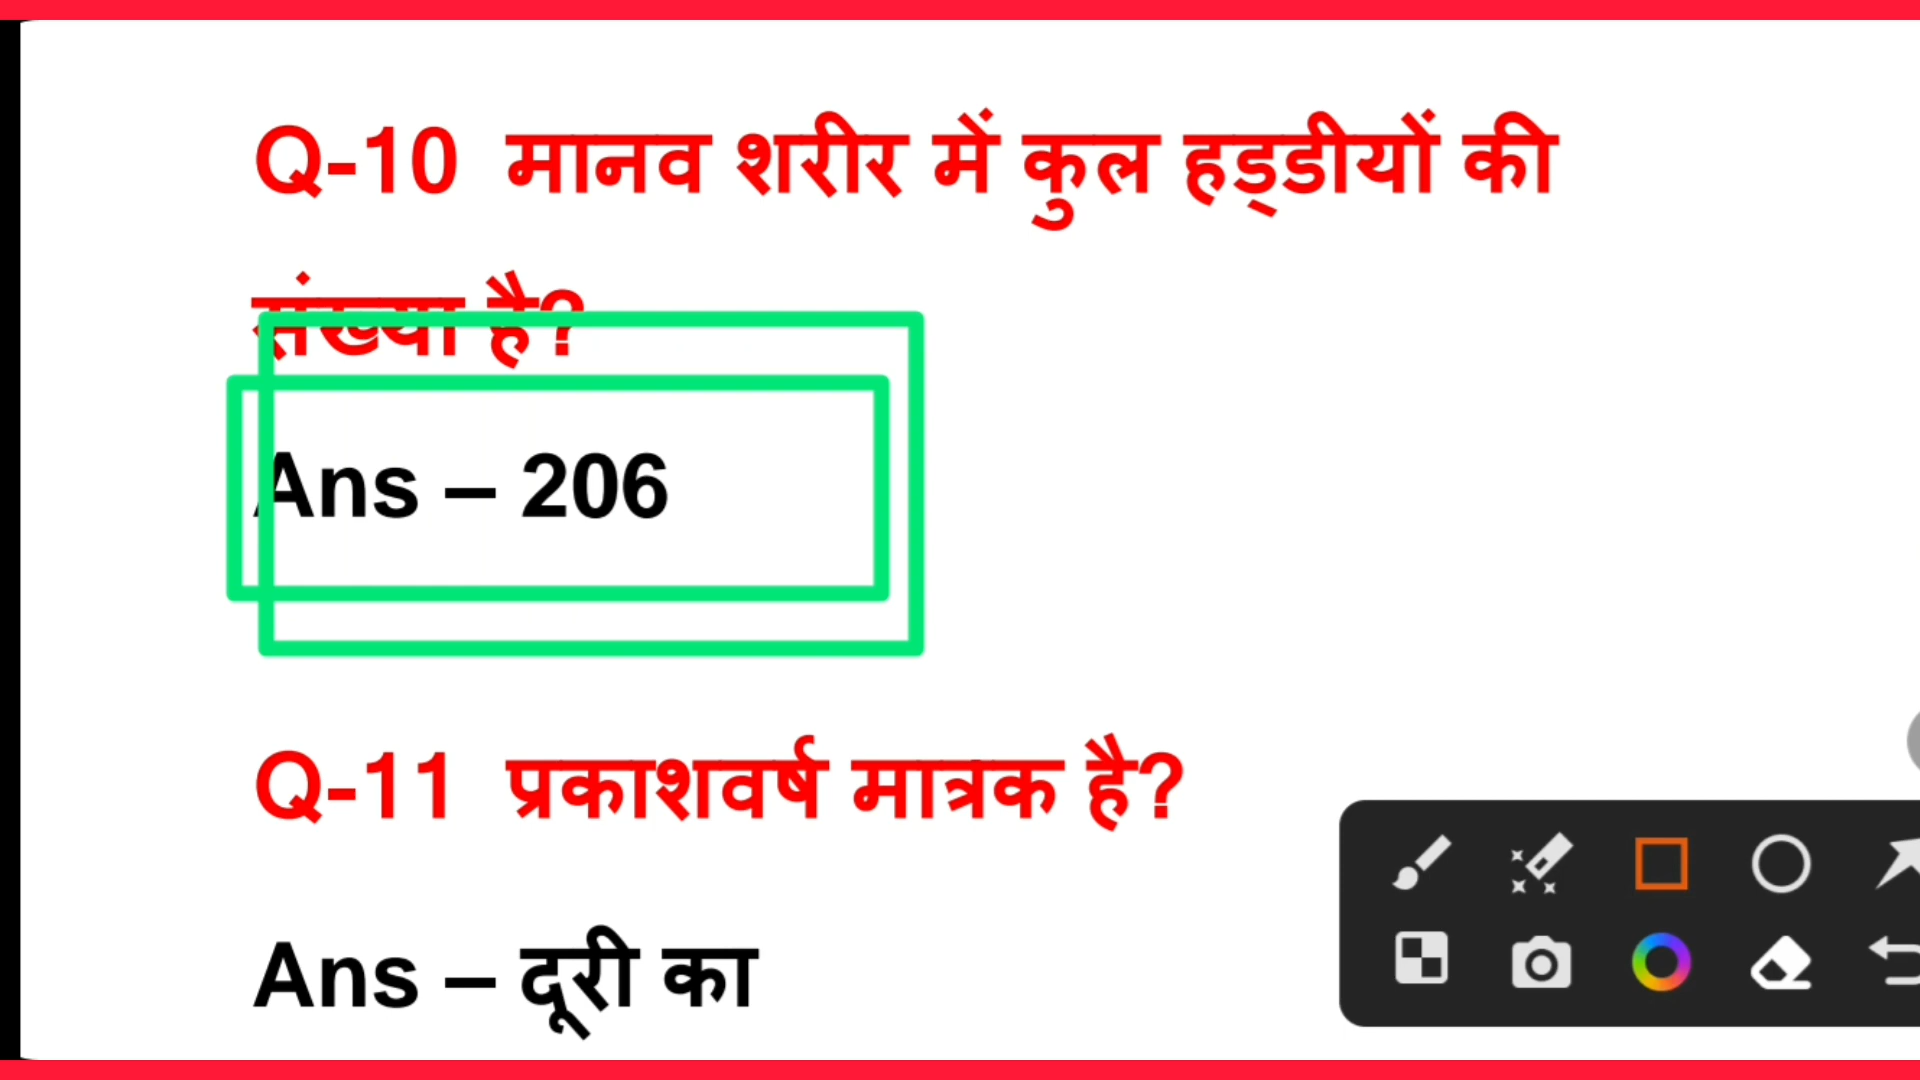 Q-10 मानव शरीर में कुल हड्‌डीयों की
संख्या है?
Ans – 206
Q-11 प्रकाशवर्ष मात्रक है?
Ans – दूरी का